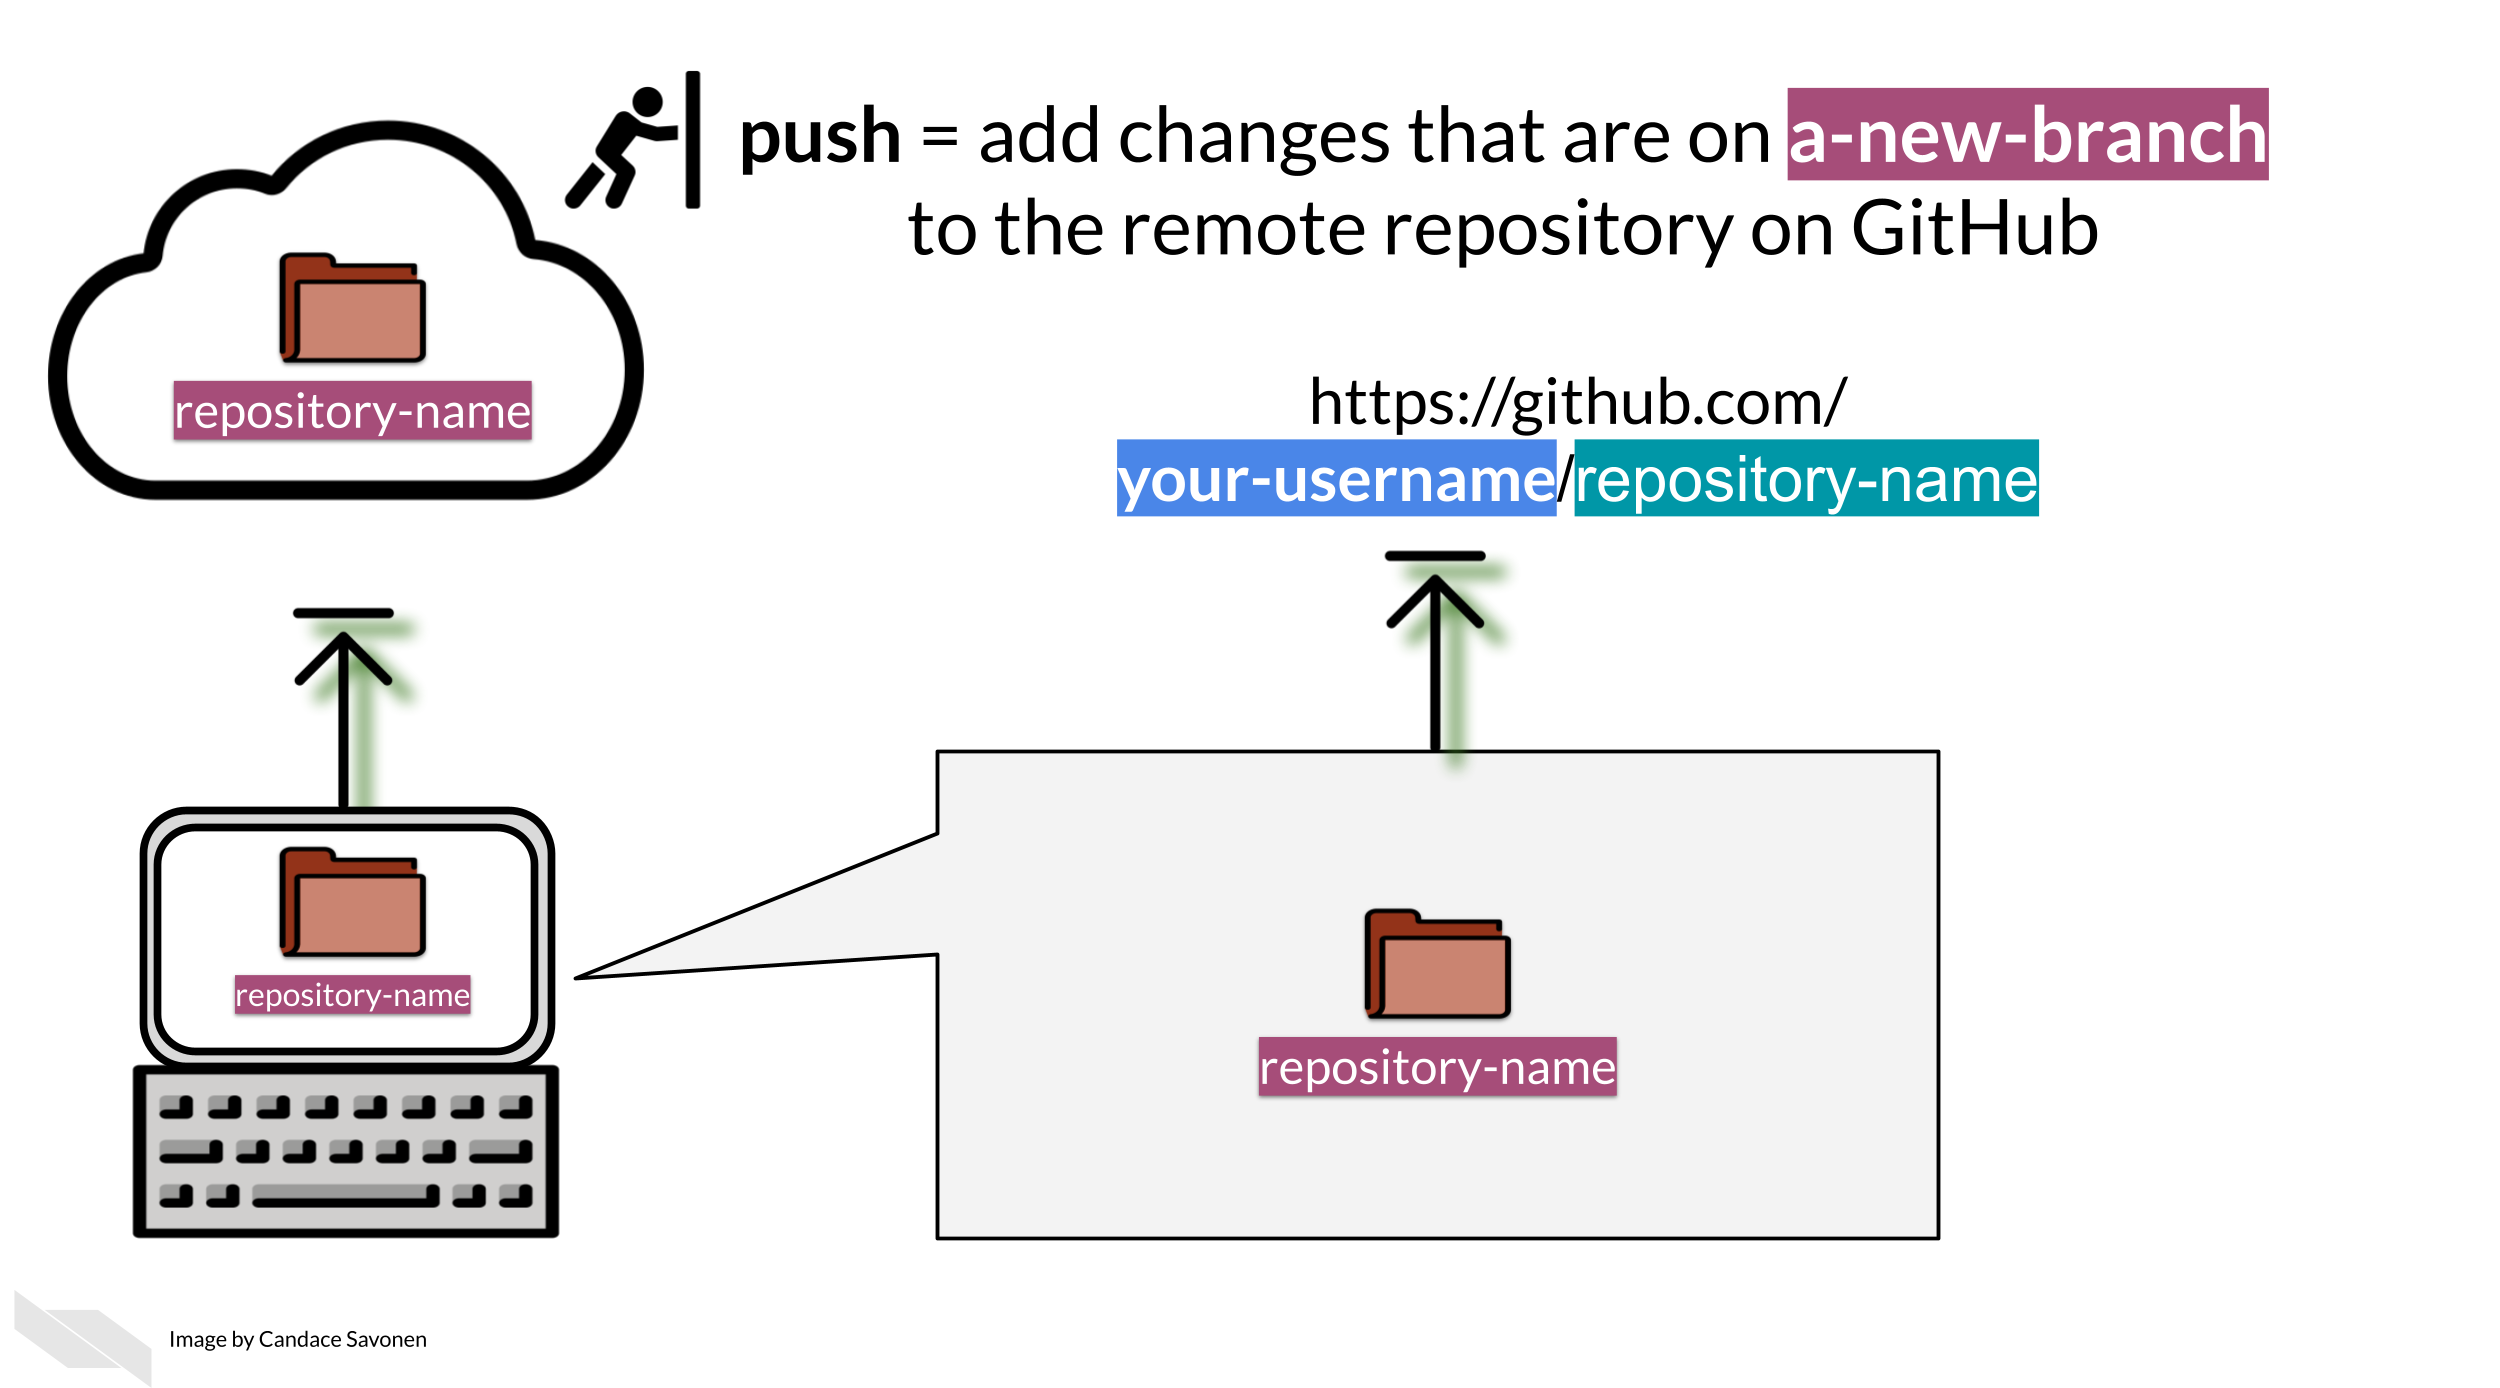 push = add changes that are on a-new-branch
to the remote repository on GitHub
repository-name
https://github.com/
your-username/repository-name
repository-name
repository-name
Image by Candace Savonen